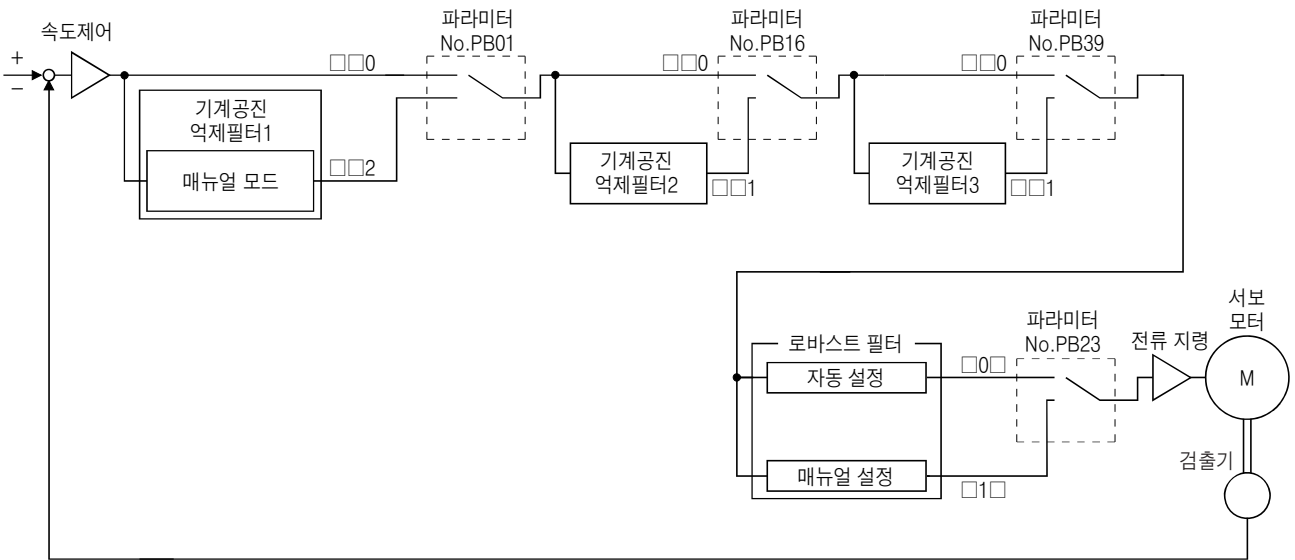 속도제어
+
−
□□0
기계공진
억제필터1
매뉴얼 모드
□□2
파라미터
No.PB01
□□0
기계공진
억제필터2
□□1
파라미터
No.PB16
□□0
기계공진
억제필터3
□□1
파라미터
No.PB39
로바스트 필터
자동 설정
매뉴얼 설정
□0□
□1□
파라미터
No.PB23
전류 지령
서보
모터
M
검출기